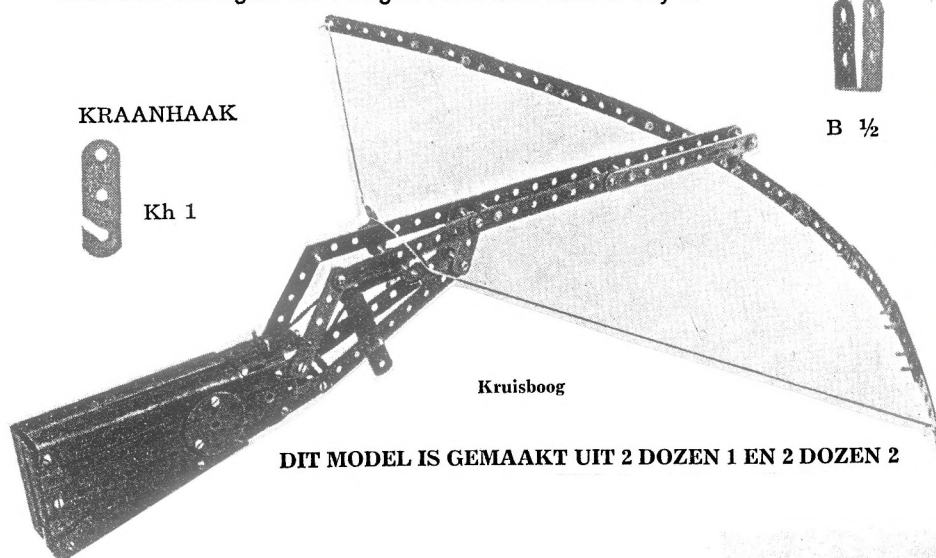 KRAANHAAK
Kh 1
B ½
Kruisboog
DIT MODEL IS GEMAAKT UIT 2 DOZEN 1 EN 2 DOZEN 2